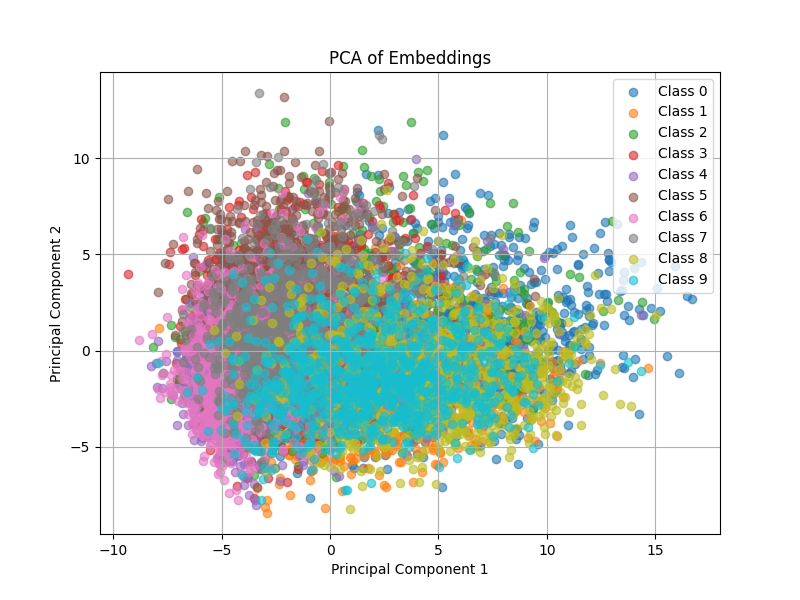 PCA of Embeddings
Class 0
Class 1
Class 2
Class 3
Class 4
Class 5
Class 6
Class 7
Class 8
Class 9
Principal Component 2
10
5
0
−5
−10
−5
0
5
10
15
Principal Component 1